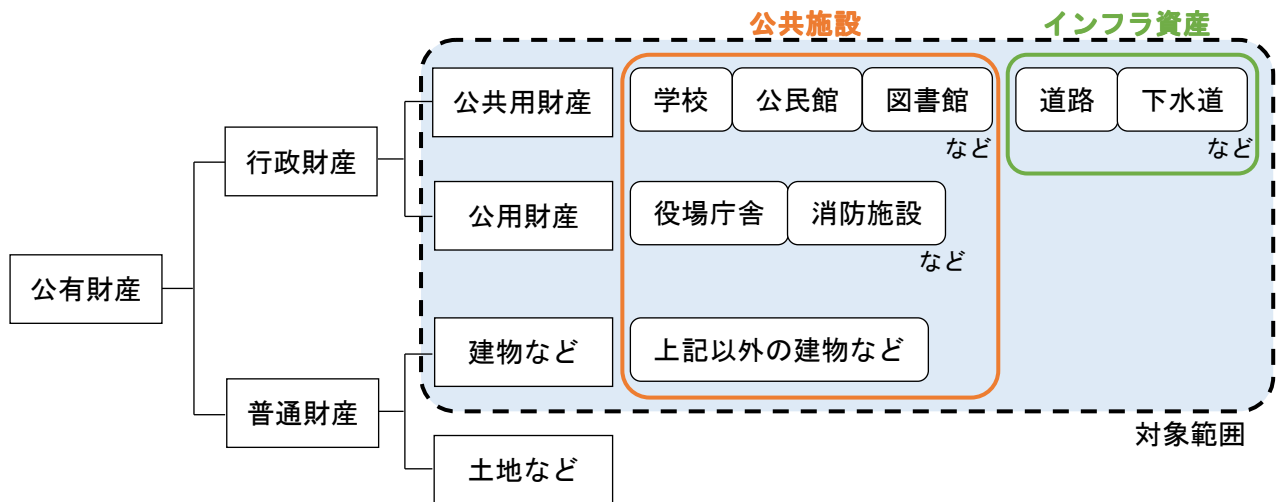 公共施設
インフラ資産
公共用財産
学校
公民館
図書館
など
道路
下水道
など
行政財産
公用財産
役場庁舎
消防施設
など
公有財産
建物など
上記以外の建物など
普通財産
対象範囲
土地など